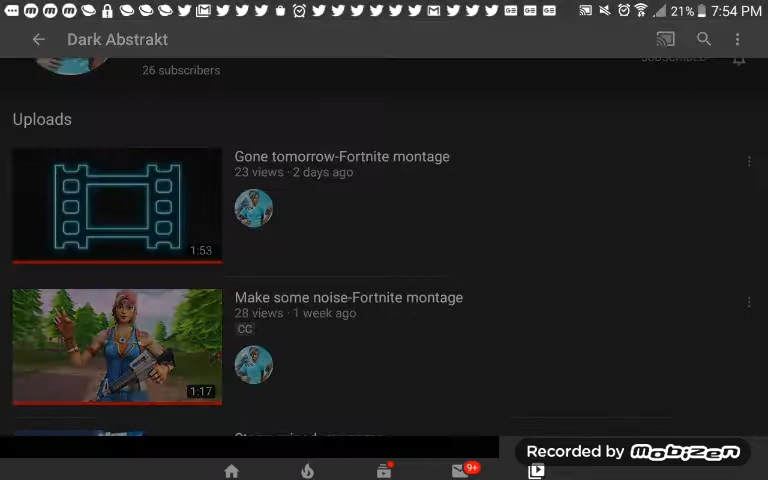 21% 7:54 PM
Dark Abstrakt
26 subscribers
SUBSCRIBED
Uploads
Gone tomorrow-Fortnite montage
23 views · 2 days ago
1:53
Make some noise-Fortnite montage
28 views · 1 week ago
CC
1:17
Recorded by Mobizen
9+